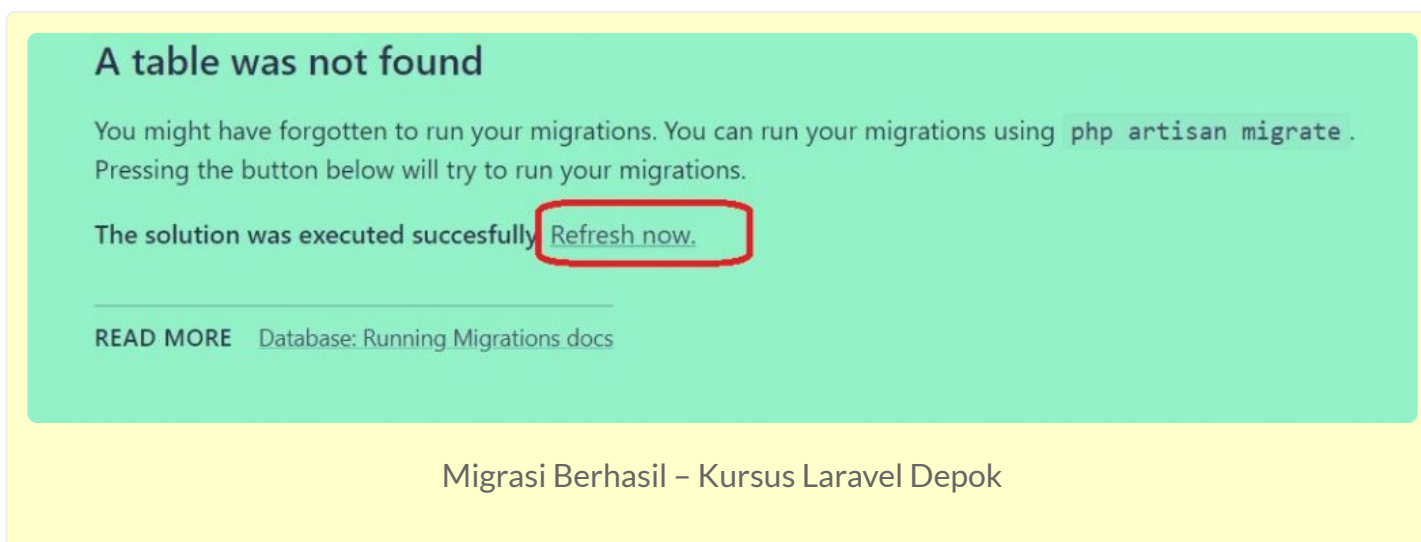 A table was not found
You might have forgotten to run your migrations. You can run your migrations using php artisan migrate.
Pressing the button below will try to run your migrations.
The solution was executed succesfully Refresh now.
READ MORE Database: Running Migrations docs
Migrasi Berhasil – Kursus Laravel Depok